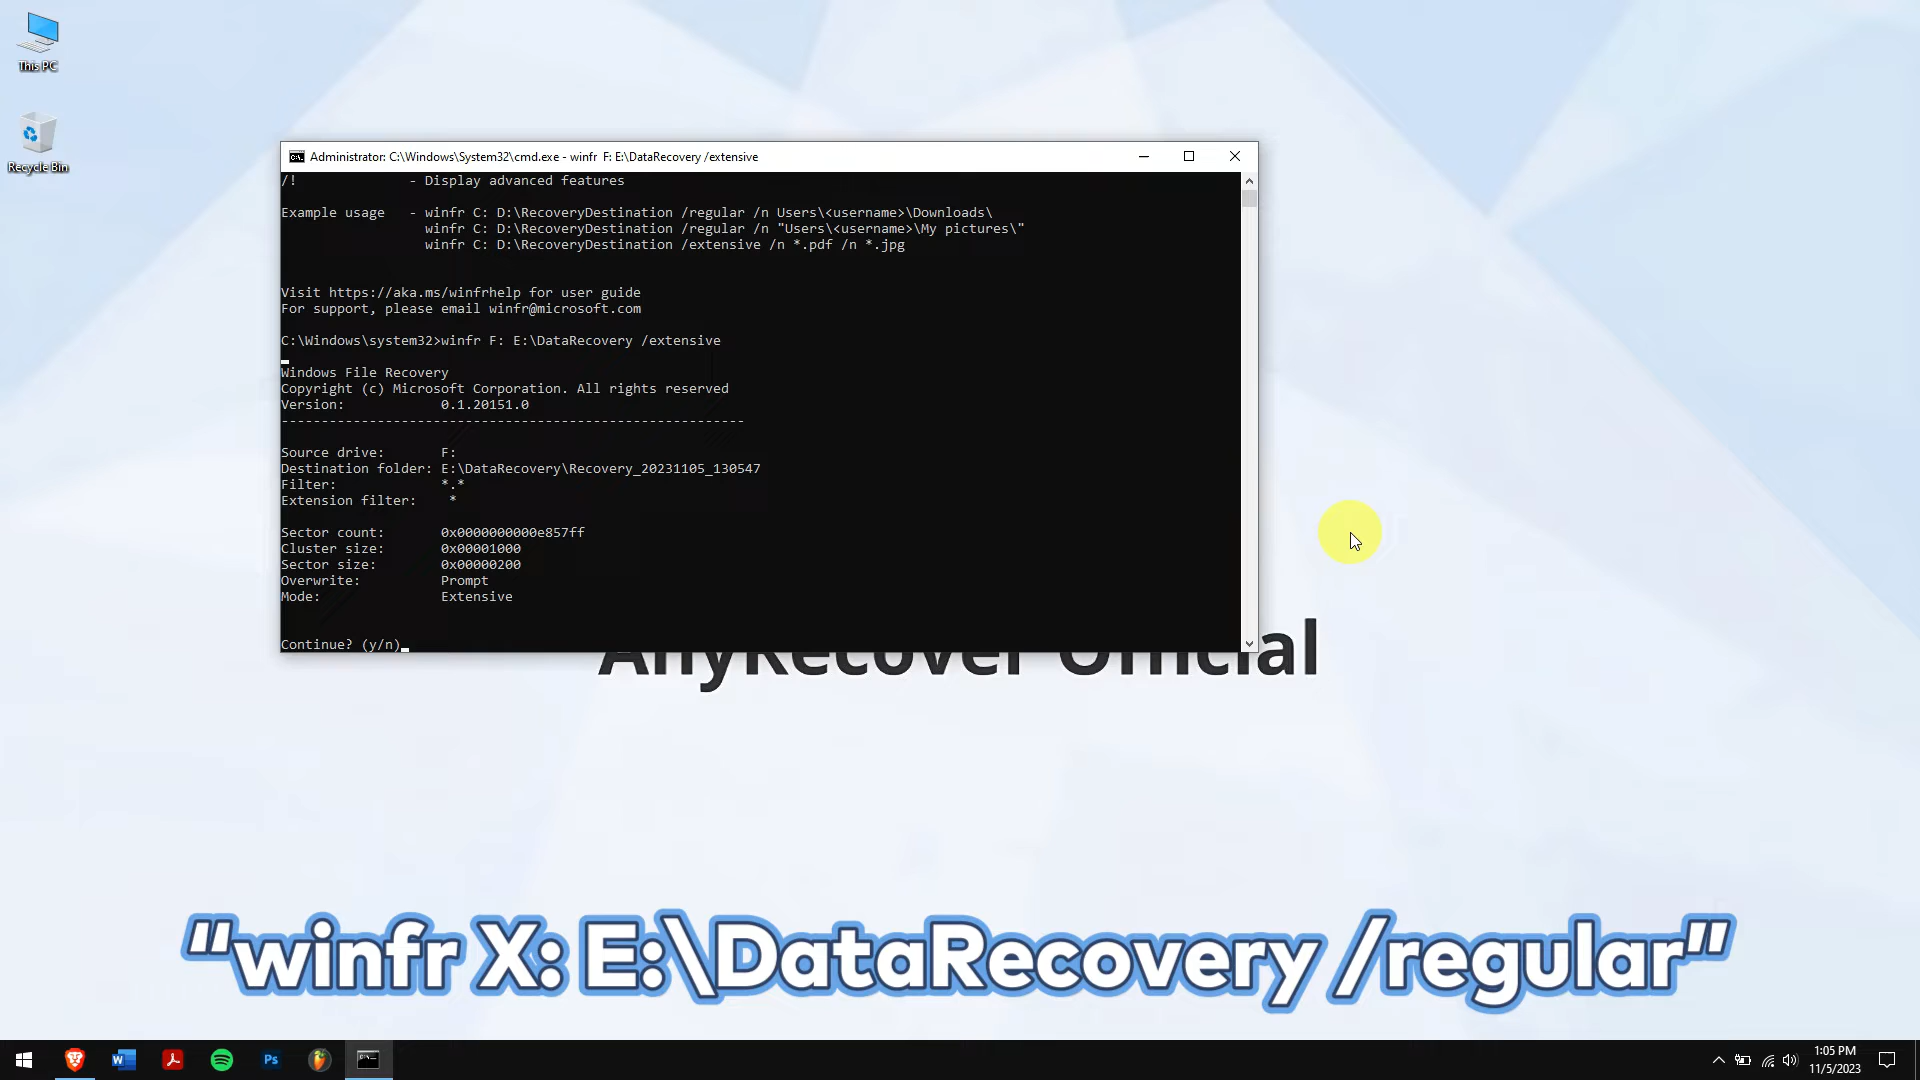 This PC
Recycle Bin
Administrator: C:\Windows\System32\cmd.exe - winfr  F: E:\DataRecovery /extensive
/!              - Display advanced features
Example usage   - winfr C: D:\RecoveryDestination /regular /n Users\<username>\Downloads\
winfr C: D:\RecoveryDestination /regular /n "Users\<username>\My pictures\"
winfr C: D:\RecoveryDestination /extensive /n *.pdf /n *.jpg
Visit https://aka.ms/winfrhelp for user guide
For support, please email winfr@microsoft.com
C:\Windows\system32>winfr F: E:\DataRecovery /extensive
Windows File Recovery
Copyright (c) Microsoft Corporation. All rights reserved
Version:            0.1.20151.0
----------------------------------------------------------
Source drive:       F:
Destination folder: E:\DataRecovery\Recovery_20231105_130547
Filter:             *.*
Extension filter:    *
Sector count:       0x0000000000e857ff
Cluster size:       0x00001000
Sector size:        0x00000200
Overwrite:          Prompt
Mode:               Extensive
Continue? (y/n)
AnyRecover Official
"winfr X: E:\DataRecovery /regular"
W
Ps
1:05 PM
11/5/2023